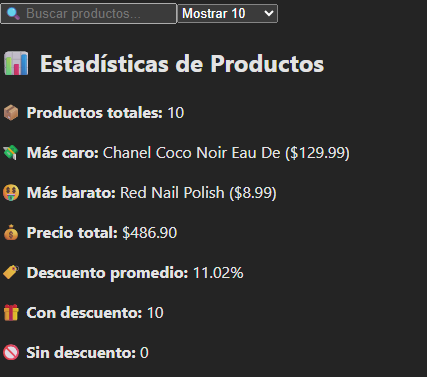 🔍 Buscar productos... Mostrar 10
📊 Estadísticas de Productos
📦 Productos totales: 10
💸 Más caro: Chanel Coco Noir Eau De ($129.99)
🤑 Más barato: Red Nail Polish ($8.99)
💰 Precio total: $486.90
🏷️ Descuento promedio: 11.02%
🎁 Con descuento: 10
🚫 Sin descuento: 0